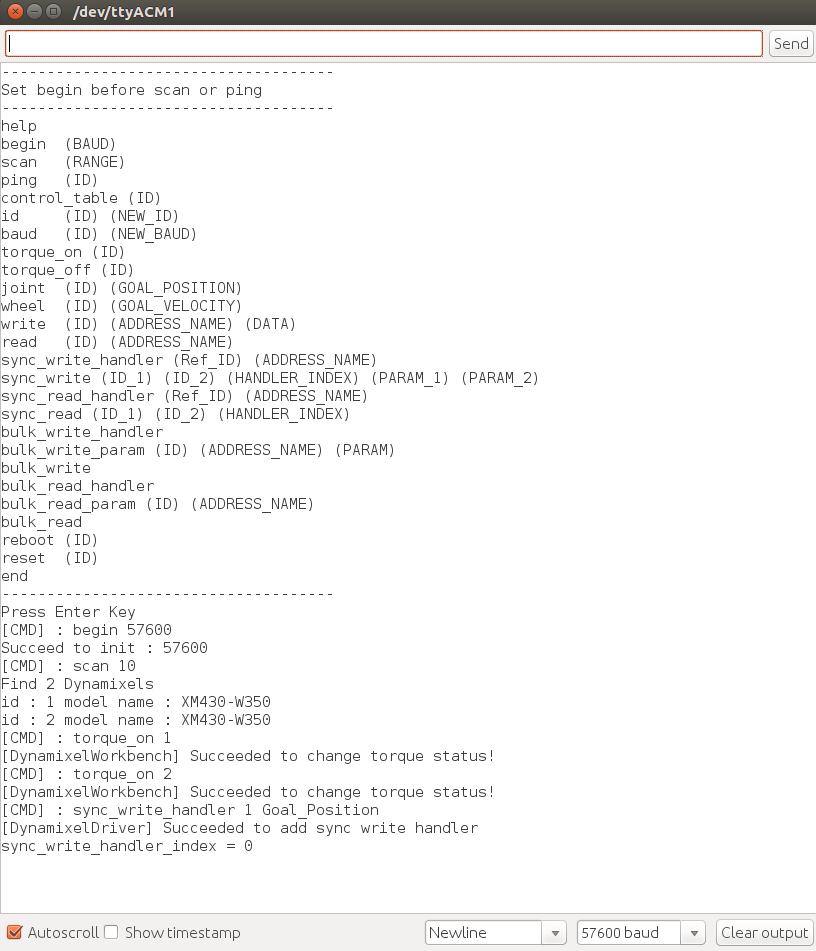 /dev/ttyACM1
Send
-------------------------------------
Set begin before scan or ping
-------------------------------------
help
begin  (BAUD)
scan   (RANGE)
ping   (ID)
control_table (ID)
id     (ID) (NEW_ID)
baud   (ID) (NEW_BAUD)
torque_on (ID)
torque_off (ID)
joint  (ID) (GOAL_POSITION)
wheel  (ID) (GOAL_VELOCITY)
write  (ID) (ADDRESS_NAME) (DATA)
read   (ID) (ADDRESS_NAME)
sync_write_handler (Ref_ID) (ADDRESS_NAME)
sync_write (ID_1) (ID_2) (HANDLER_INDEX) (PARAM_1) (PARAM_2)
sync_read_handler (Ref_ID) (ADDRESS_NAME)
sync_read (ID_1) (ID_2) (HANDLER_INDEX)
bulk_write_handler
bulk_write_param (ID) (ADDRESS_NAME) (PARAM)
bulk_write
bulk_read_handler
bulk_read_param (ID) (ADDRESS_NAME)
bulk_read
reboot (ID)
reset  (ID)
end
-------------------------------------
Press Enter Key
[CMD] : begin 57600
Succeed to init : 57600
[CMD] : scan 10
Find 2 Dynamixels
id : 1 model name : XM430-W350
id : 2 model name : XM430-W350
[CMD] : torque_on 1
[DynamixelWorkbench] Succeeded to change torque status!
[CMD] : torque_on 2
[DynamixelWorkbench] Succeeded to change torque status!
[CMD] : sync_write_handler 1 Goal_Position
[DynamixelDriver] Succeeded to add sync write handler
sync_write_handler_index = 0
Autoscroll Show timestamp Newline 57600 baud Clear output